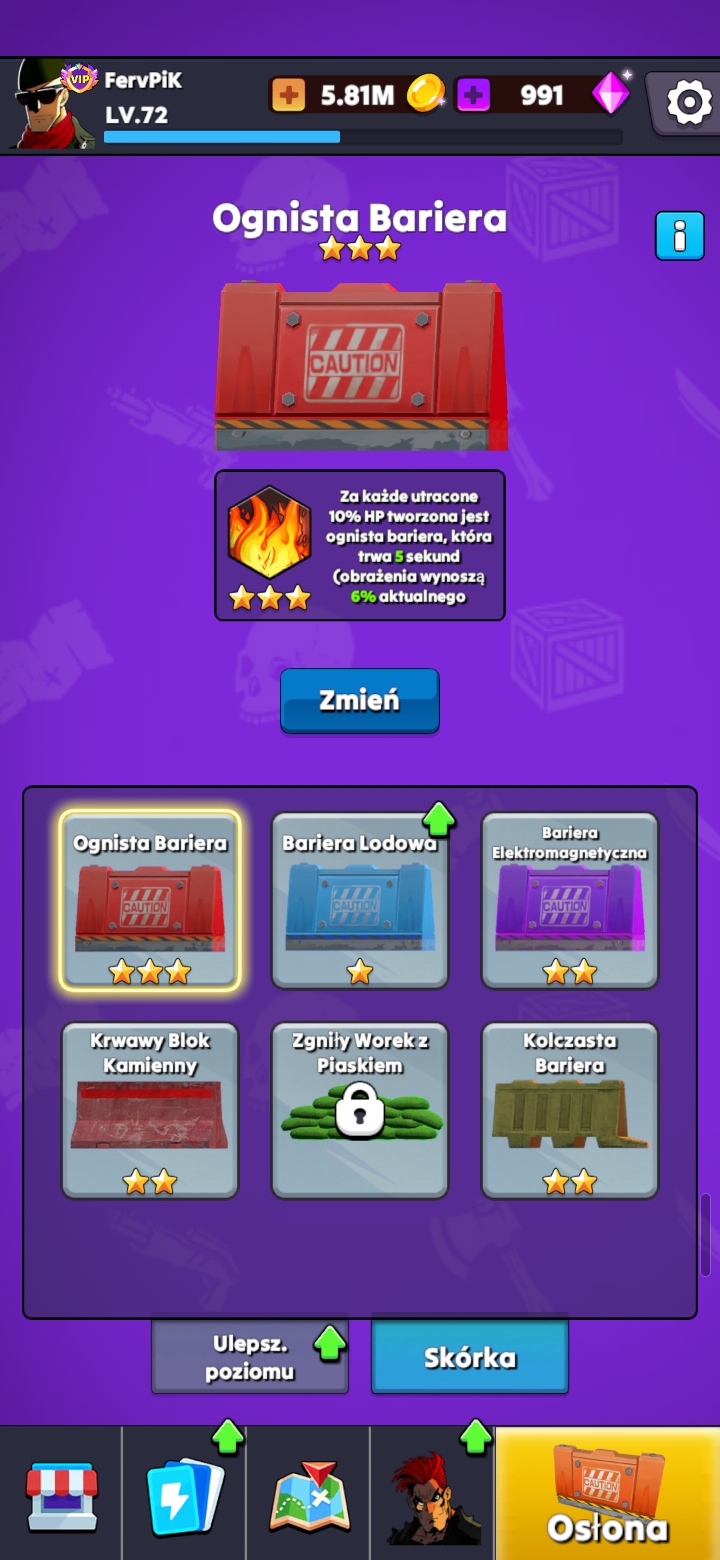 VIP
FervPiK
LV.72
5.81M
991
Ognista Bariera
CAUTION
Za każde utracone
10% HP tworzona jest
ognista bariera, która
trwa 5 sekund
(obrażenia wynoszą
6% aktualnego
Zmień
Ognista Bariera
CAUTION
Bariera Lodowa
CAUTION
Bariera
Elektromagnetyczna
CAUTION
Krwawy Blok
Kamienny
Zgniły Worek z
Piaskiem
Kolczasta
Bariera
Ulepsz.
poziomu
Skórka
CAUTION
Osłona